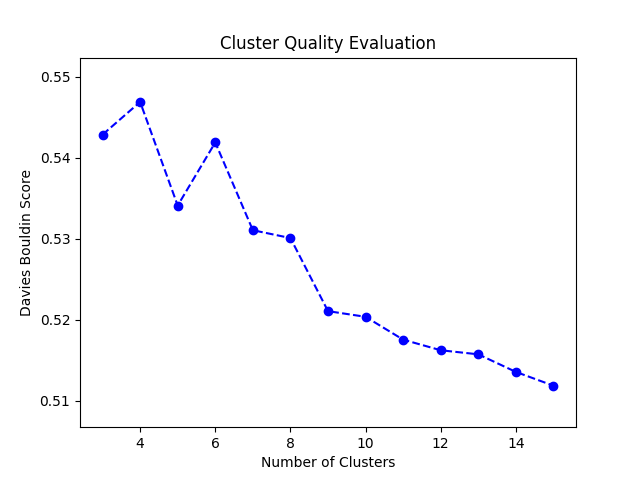 Cluster Quality Evaluation
0.55
0.54
0.53
0.52
0.51
Davies Bouldin Score
4 6 8 10 12 14
Number of Clusters